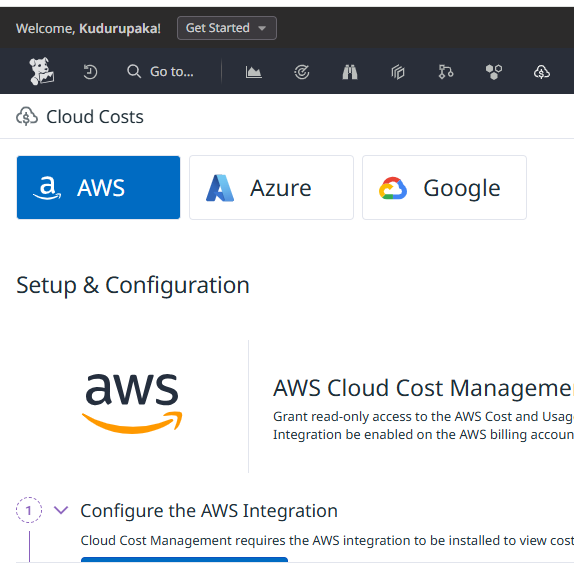 Welcome, Kudurupaka!
Get Started
Go to...
Cloud Costs
AWS
Azure
Google
Setup & Configuration
aws
AWS Cloud Cost Manageme
Grant read-only access to the AWS Cost and Usag
Integration be enabled on the AWS billing accoun
1
Configure the AWS Integration
Cloud Cost Management requires the AWS integration to be installed to view cost